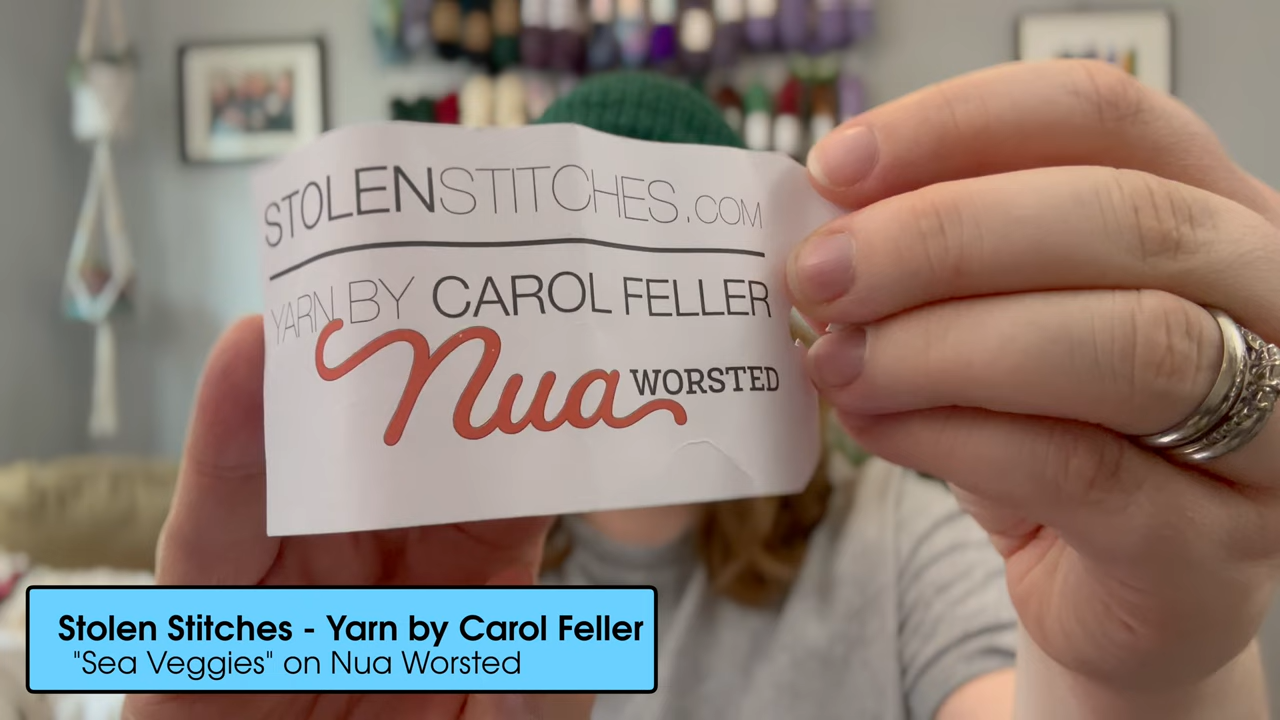 STOLENSTITCHES.COM
YARN BY CAROL FELLER
Nua WORSTED
Stolen Stitches - Yarn by Carol Feller
"Sea Veggies" on Nua Worsted